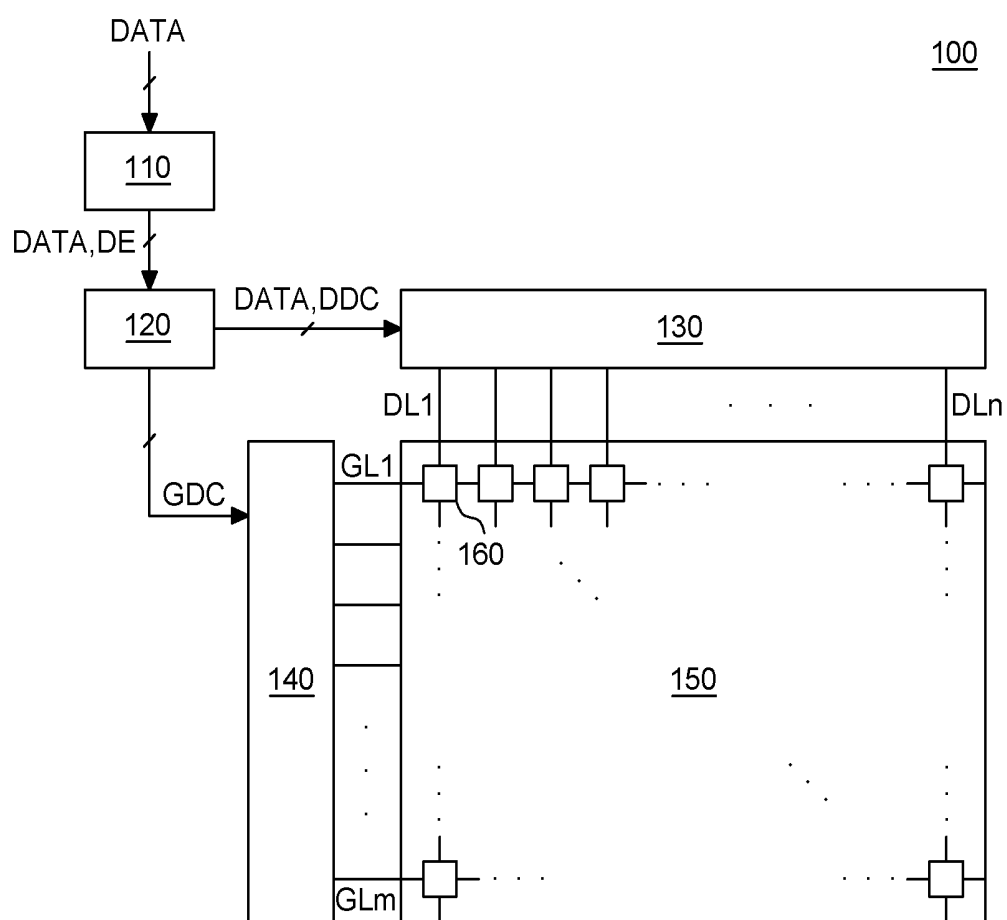 DATA
100
110
DATA,DE
120
DATA,DDC
130
DL1
DLn
GDC
GL1
160
140
150
GLm